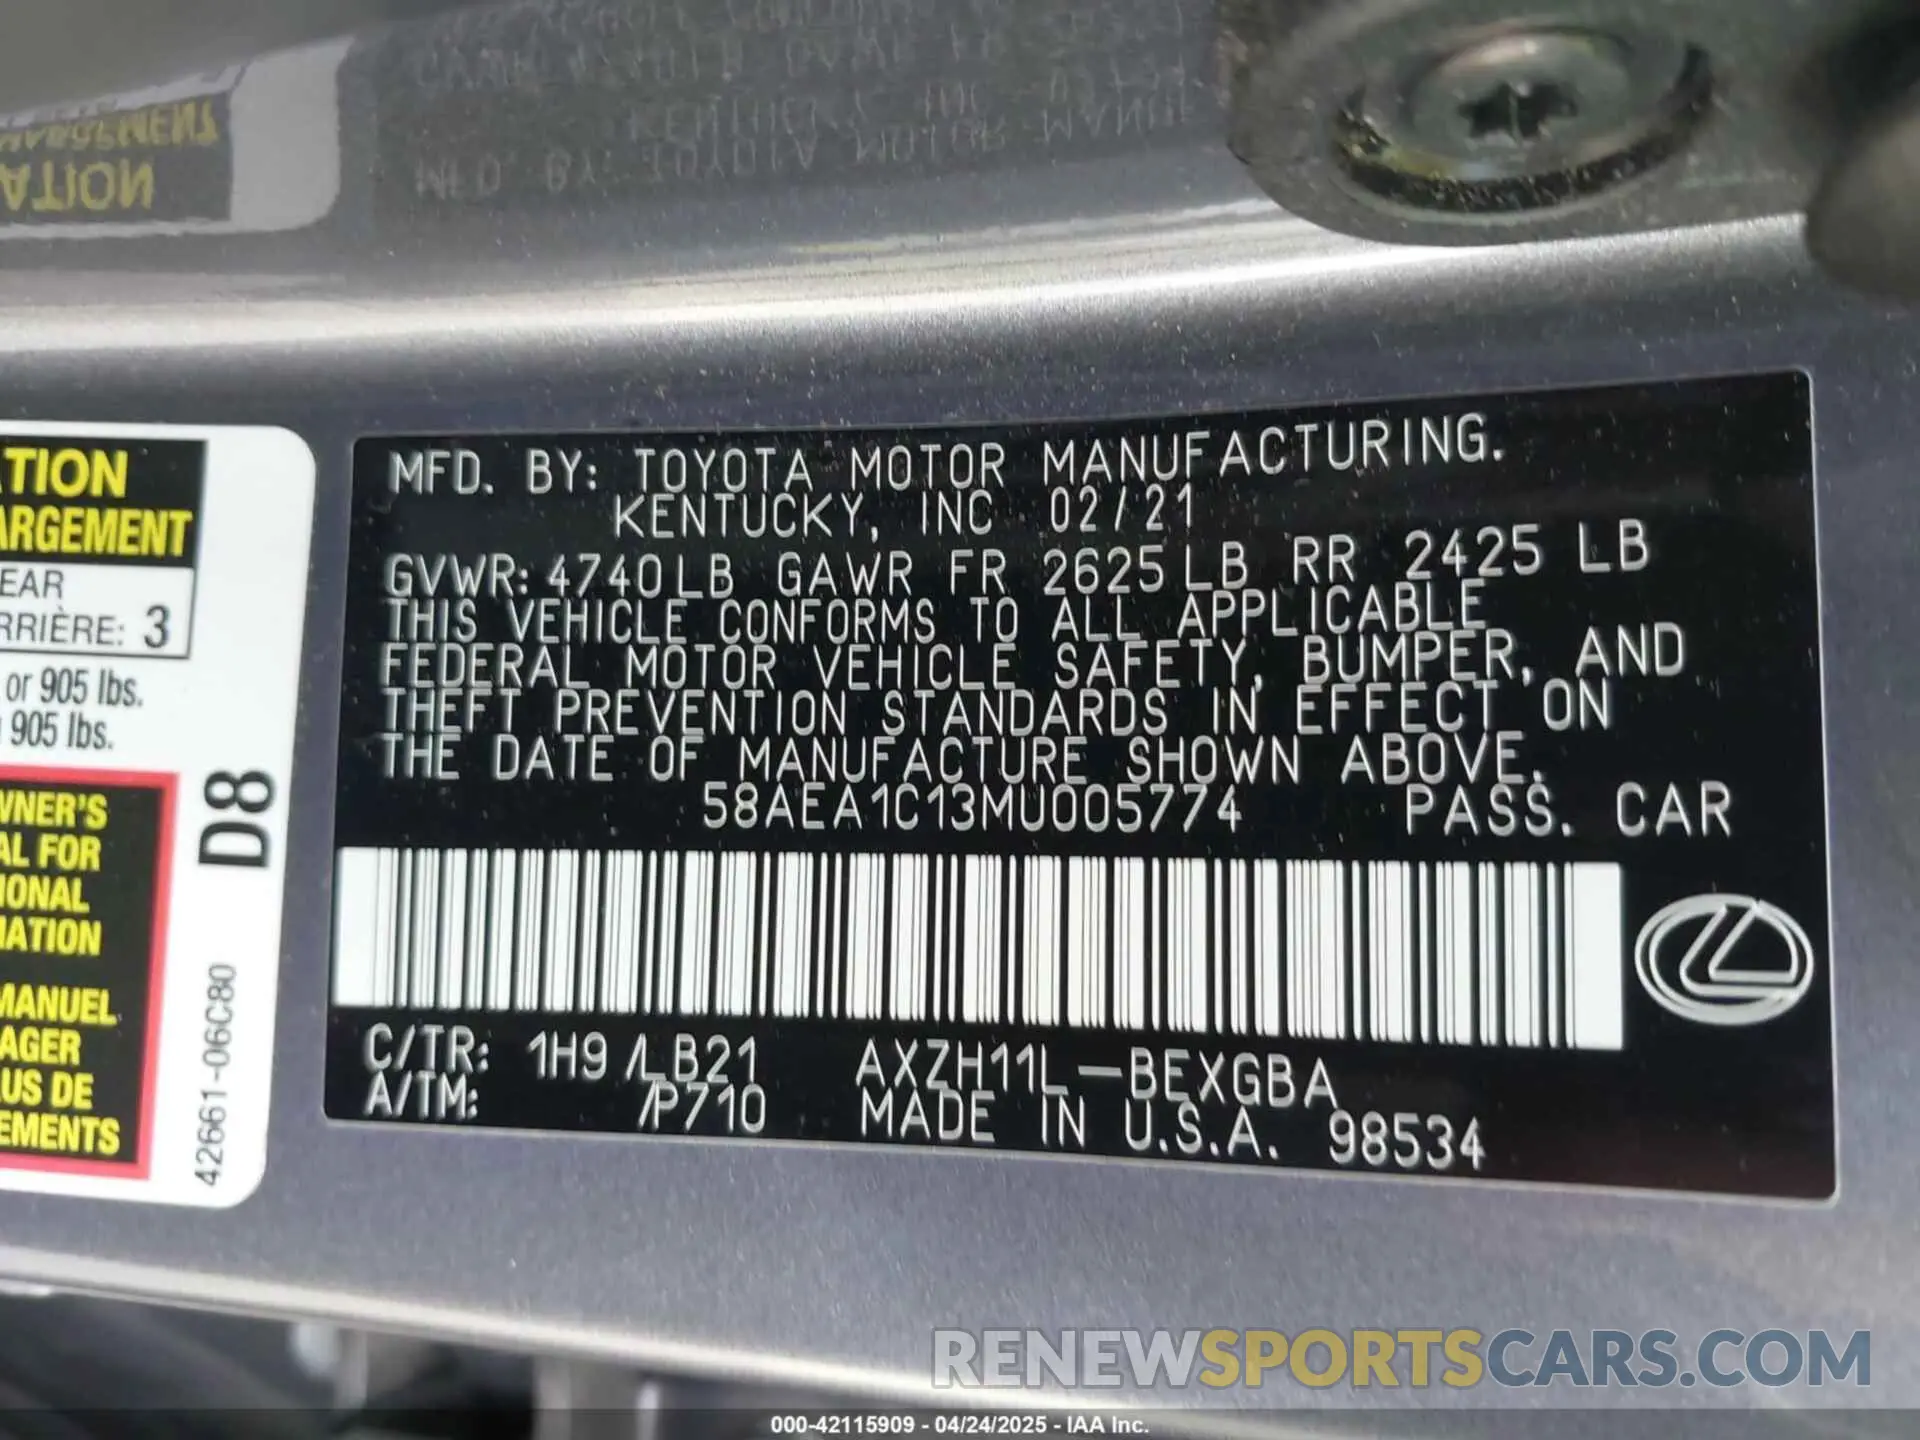 ATION
ARGEMENT
EAR
RRIÈRE: 3
or 905 lbs.
905 lbs.
WNER'S
AL FOR
IONAL
MATION
MANUEL
AGER
LUS DE
EMENTS
D8
42661-06C80
MFD. BY: TOYOTA MOTOR MANUFACTURING.
KENTUCKY, INC 02/21
GVWR: 4740LB GAWR FR 2625LB RR 2425 LB
THIS VEHICLE CONFORMS TO ALL APPLICABLE
FEDERAL MOTOR VEHICLE SAFETY, BUMPER, AND
THEFT PREVENTION STANDARDS IN EFFECT ON
THE DATE OF MANUFACTURE SHOWN ABOVE.
58AEA1C13MU005774 PASS. CAR
C/TR: 1H9 /LB21 AXZH11L-BEXGBA
A/TM: /P710 MADE IN U.S.A. 98534
RENEWSPORTSCARS.COM
000-42115909 - 04/24/2025 - IAA Inc.